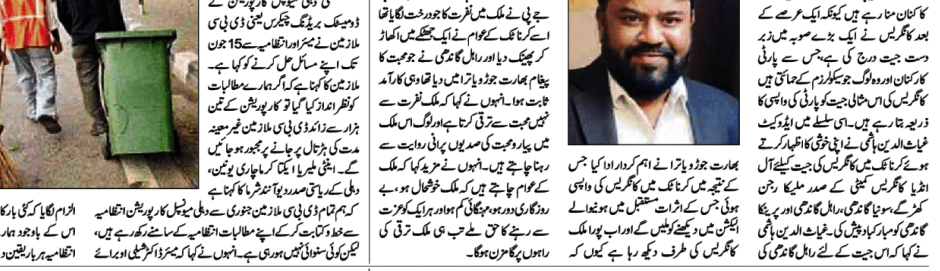 کا کنان منا رہے ہیں کیونکہ ایک عرصے کے
بعد کانگریس نے ایک بڑے صوبہ میں زبر
دست جیت درج کی ہے، جس سے پارٹی
کارکنان اور وہ لوگ جو سیکولرزم کے حمائتی ہیں
کانگریس کی اس مثالی جیت کو پارٹی کی واپسی کا
ذریعہ بتا رہے ہیں۔ اسی سلسلے میں ایڈوکیٹ
غیاث الدین ہاشمی نے اپنی خوشی کا اظہار کرتے
ہوئے کرناٹک میں کانگریس کی جیت کیلئے آل
انڈیا کانگریس کمیٹی کے صدر ملیکا رجن
کھڑگے، سونیا گاندھی، راہل گاندھی اور پرینکا
گاندھی کو مبارکباد پیش کی۔ غیاث الدین ہاشمی
نے کہا کہ اس جیت کے لئے راہل گاندھی کی
بھارت جوڑو یاترا نے اہم کردار ادا کیا جس
کے نتیجہ میں کرناٹک میں کانگریس کی واپسی
ہوئی جس کے اثرات مستقبل میں ہونیوالے
الیکشن میں دیکھنے کو ملیں گے اور اب پورا ملک
کانگریس کی طرف دیکھ رہا ہے کیوں کہ
جے پی نے ملک میں نفرت کا جو درخت لگایا تھا
اسے کرناٹک کے عوام نے ایک جھٹکے میں اکھاڑ
کر پھینک دیا اور راہل گاندھی نے جو محبت کا
پیغام بھارت جوڑو یاترا میں دیا تھا وہی کارآمد
ثابت ہوا۔ انہوں نے کہا کہ ملک نفرت سے
نہیں محبت سے ترقی کرتا ہے اور لوگ اس ملک
میں پیار و محبت کی صدیوں پرانی روایت سے
رہنا چاہتے ہیں۔ انہوں نے مزید کہا کہ ملک
کے عوام چاہتے ہیں کہ ملک خوشحال ہو، بے
روزگاری دور ہو، مہنگائی کم ہو اور ہر ایک کو عزت
سے رہنے کا حق ملے تب ہی ملک ترقی کی
راہوں پر گامزن ہوگا۔
ڈومیسٹک بریڈنگ چیکرس یعنی ڈی بی سی
ملازمین نے میئر اور انتظامیہ سے 15 جون
تک اپنے مسائل حل کرنے کو کہا ہے۔
ملازمین کا کہنا ہے کہ اگر ہمارے مطالبات
کو نظر انداز کیا گیا تو کارپوریشن کے تین
ہزار سے زائد ڈی بی سی ملازمین غیر معینہ
مدت کی ہڑتال پر جانے پر مجبور ہو جائیں
گے۔ اینٹی ملیریا ایکتا کرمچاری یونین،
دہلی کے ریاستی صدر دیوآنند شرما کا کہنا ہے
کہ ہم تمام ڈی بی سی ملازمین جنوری سے دہلی میونسپل کارپوریشن انتظامیہ
سے خط و کتابت کر کے اپنے مطالبات انتظامیہ کے سامنے رکھ رہے ہیں،
لیکن کوئی سنوائی نہیں ہو رہی ہے۔ انہوں نے کہا کہ میئر ڈاکٹر شیلی اوبرائے
الزام لگایا کہ کئی بار کا
اس کے باوجود ہمار
انتظامیہ ہر بار یقین د